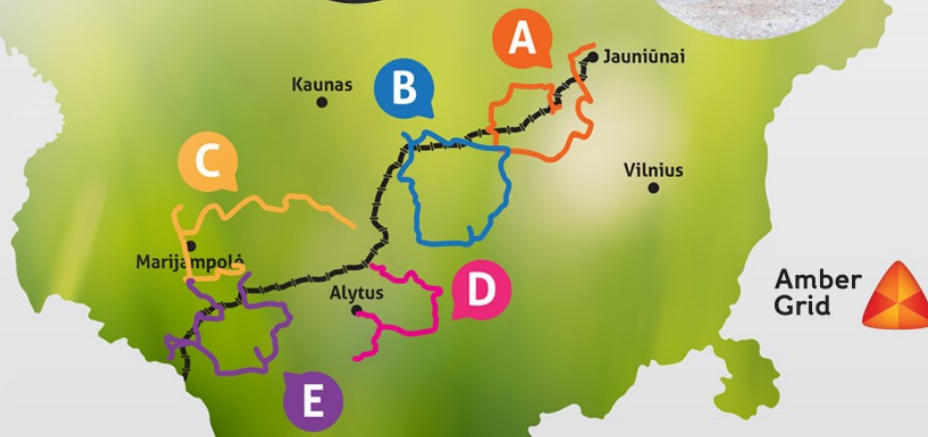 A
Jauniūnai
B
Kaunas
C
Vilnius
Marijampolė
Amber
Grid
Alytus
D
E